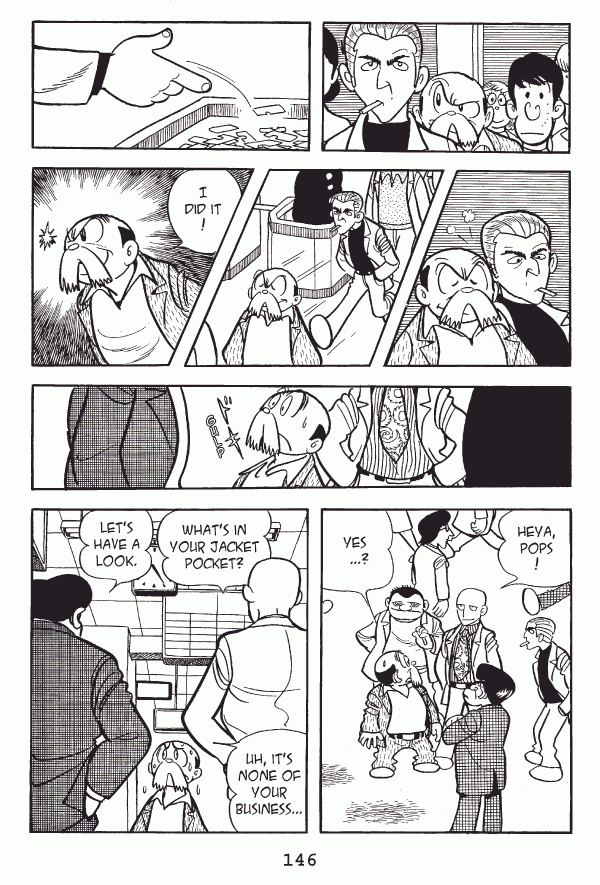 I
DID IT
!
GULP
HEYA,
POPS
!
YES
...?
WHAT'S IN
YOUR JACKET
POCKET?
LET'S
HAVE A
LOOK.
UH, IT'S
NONE OF
YOUR
BUSINESS...
146